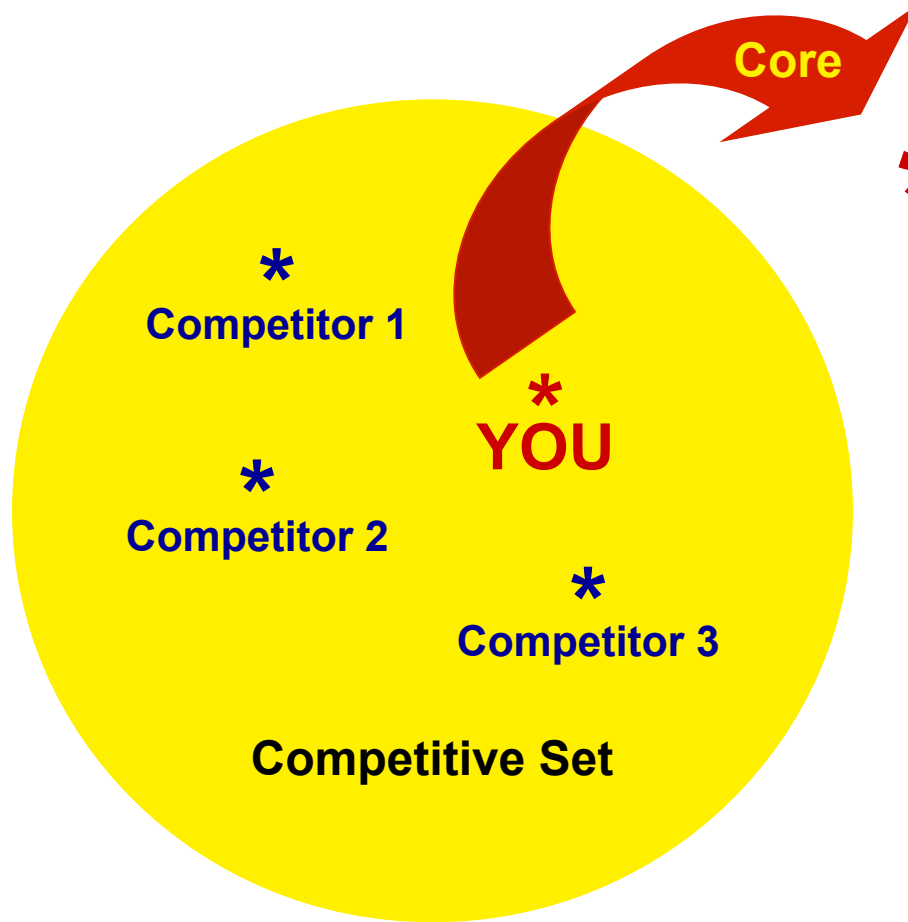 Core
*
*
Competitor 1
*
YOU
*
Competitor 2
*
Competitor 3
Competitive Set